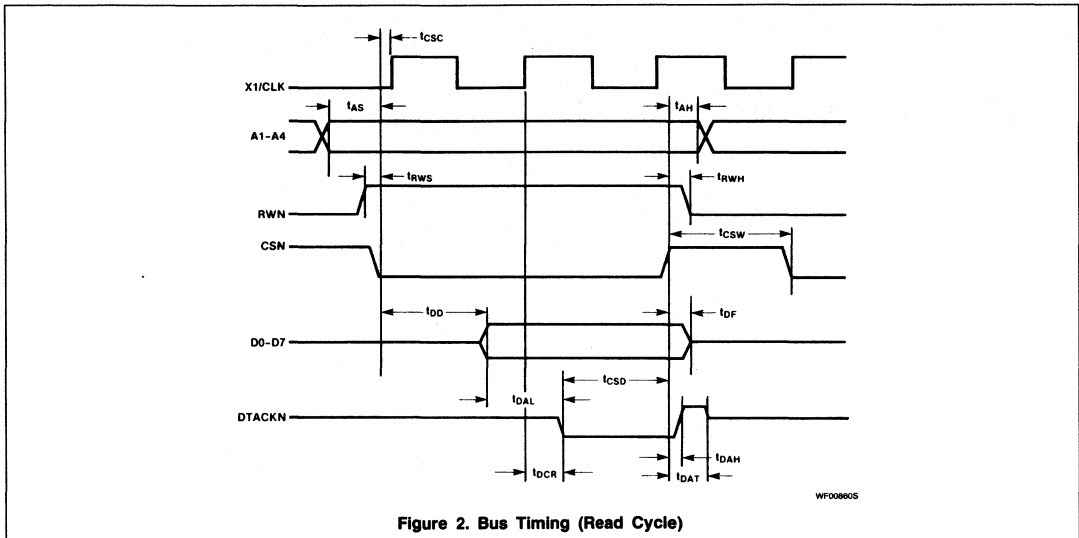 tCSC
X1/CLK
tAS
tAH
A1-A4
tRWS
tRWH
RWN
tCSW
CSN
tDD
tDF
D0-D7
tCSD
tDAL
DTACKN
tDAH
tDCR
tDAT
WF00860S
Figure 2. Bus Timing (Read Cycle)